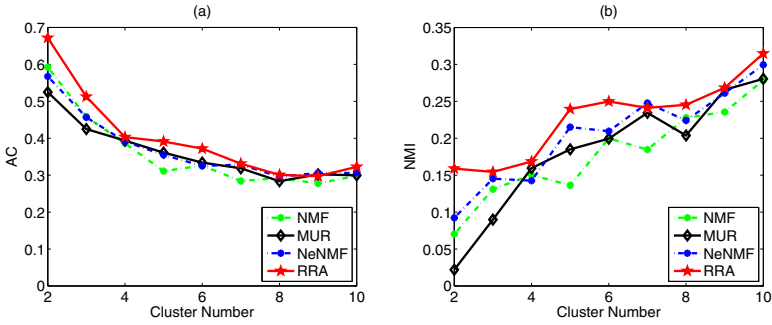 (a)
0.7
0.6
0.5
0.4
0.3
0.2
0.1
0
AC
2
4
6
8
10
Cluster Number
NMF
MUR
NeNMF
RRA
(b)
0.35
0.3
0.25
0.2
0.15
0.1
0.05
0
NMI
2
4
6
8
10
Cluster Number
NMF
MUR
NeNMF
RRA